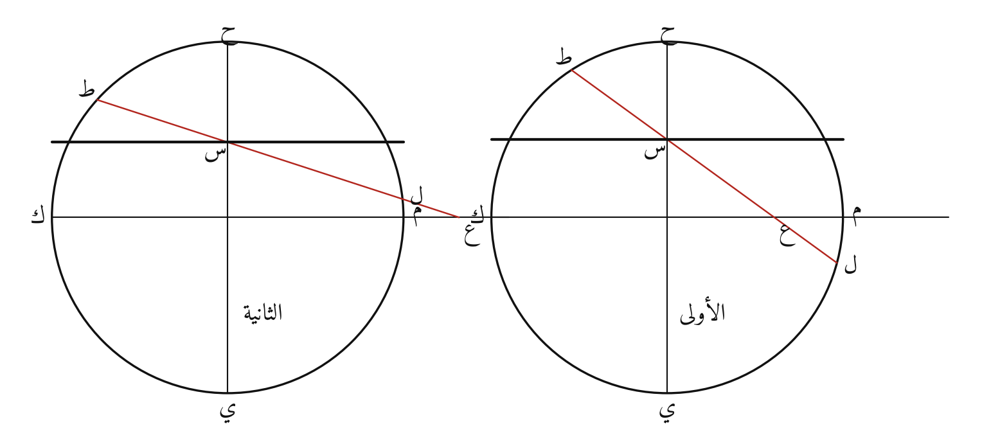 ح
ط
س
ك
م
ع
ل
الأولى
ي
ح
ط
س
ل
ك
م
ع
الثانية
ي